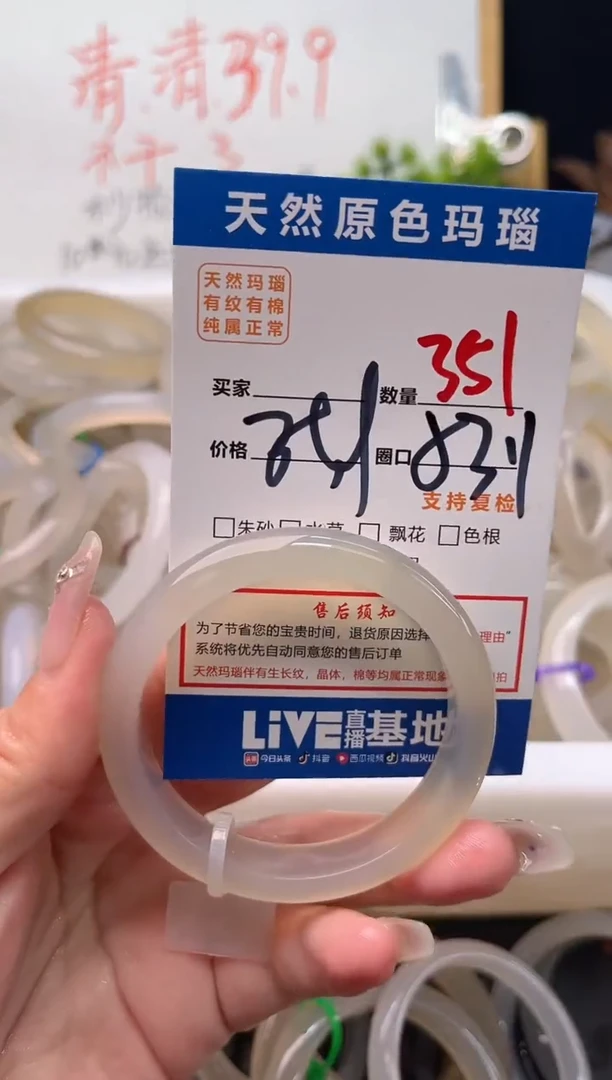 清.清39.9
天然原色玛瑙
天然玛瑙
有纹有棉
纯属正常
买家 数量 351
价格 圈口
支持复检
朱砂 水草 飘花 色根
售后须知
为了节省您的宝贵时间，退货原因选择 理由"
系统将优先自动同意您的售后订单
天然玛瑙伴有生长纹，晶体，棉等均属正常现象 拍
LiVE直播基地
今日头条 抖音 西瓜视频 抖音火山